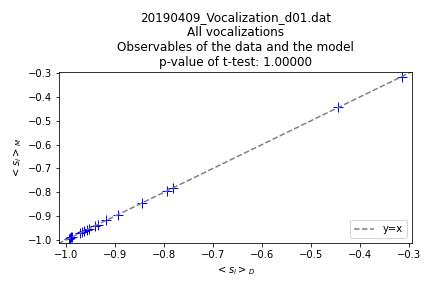 20190409_Vocalization_d01.dat
All vocalizations
Observables of the data and the model
p-value of t-test: 1.00000
−0.3
−0.4
−0.5
−0.6
−0.7
−0.8
−0.9
−1.0
< s_i >_M
y=x
−1.0 −0.9 −0.8 −0.7 −0.6 −0.5 −0.4 −0.3
< s_i >_D